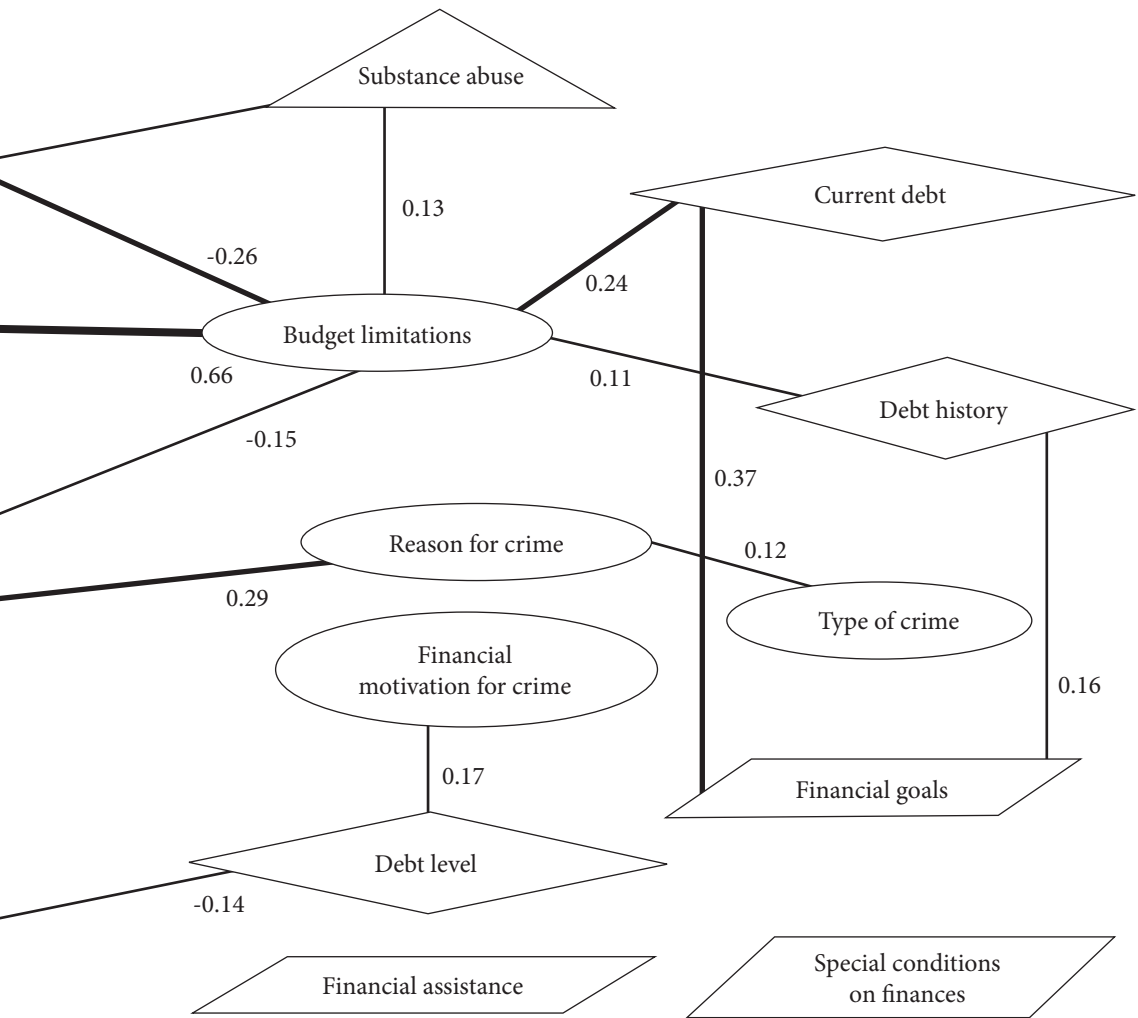 Substance abuse
Current debt
0.13
-0.26
0.24
Budget limitations
0.66
0.11
Debt history
-0.15
0.37
Reason for crime
0.12
0.29
Type of crime
Financial
motivation for crime
0.16
0.17
Financial goals
Debt level
-0.14
Financial assistance
Special conditions
on finances